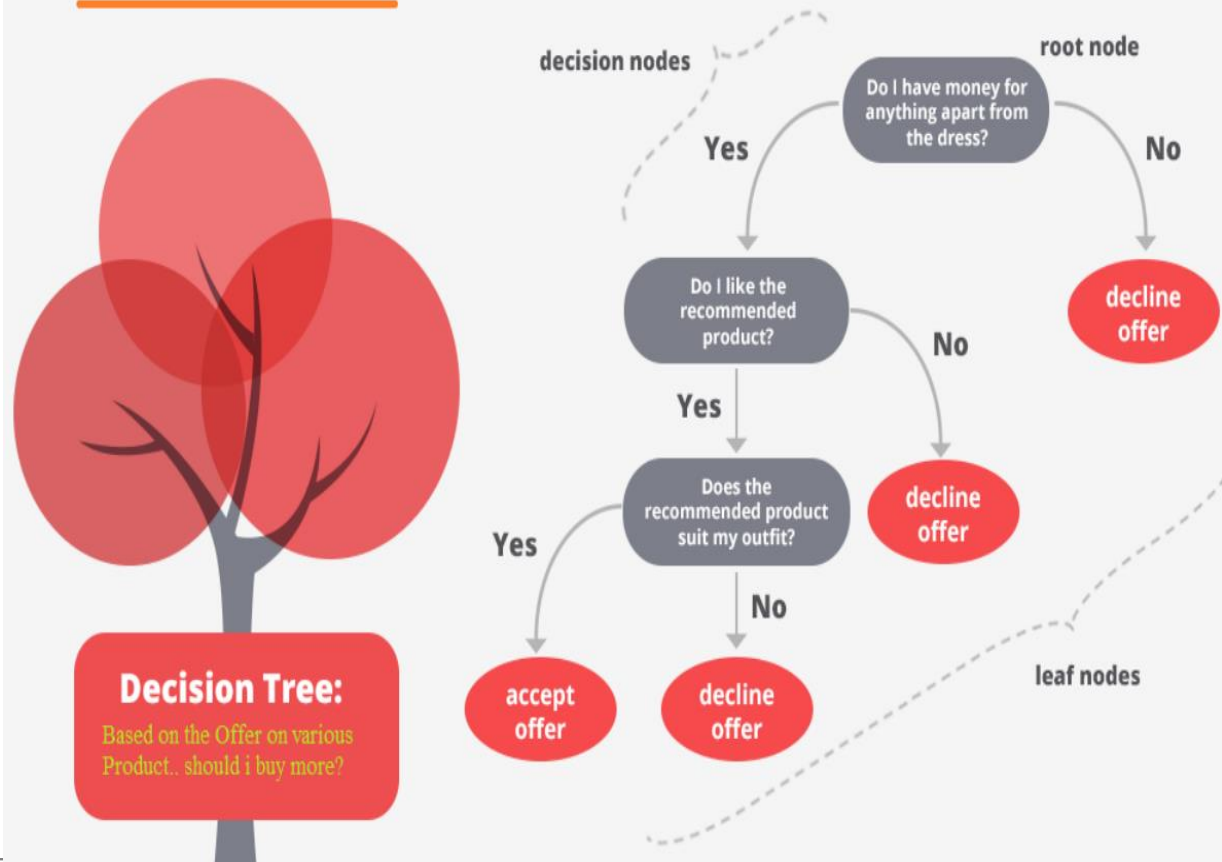 decision nodes
root node
Do I have money for
anything apart from
the dress?
Yes
No
Do I like the
recommended
product?
decline
offer
No
Yes
Does the
recommended product
suit my outfit?
decline
offer
Yes
No
accept
offer
decline
offer
leaf nodes
Decision Tree:
Based on the Offer on various
Product.. should i buy more?